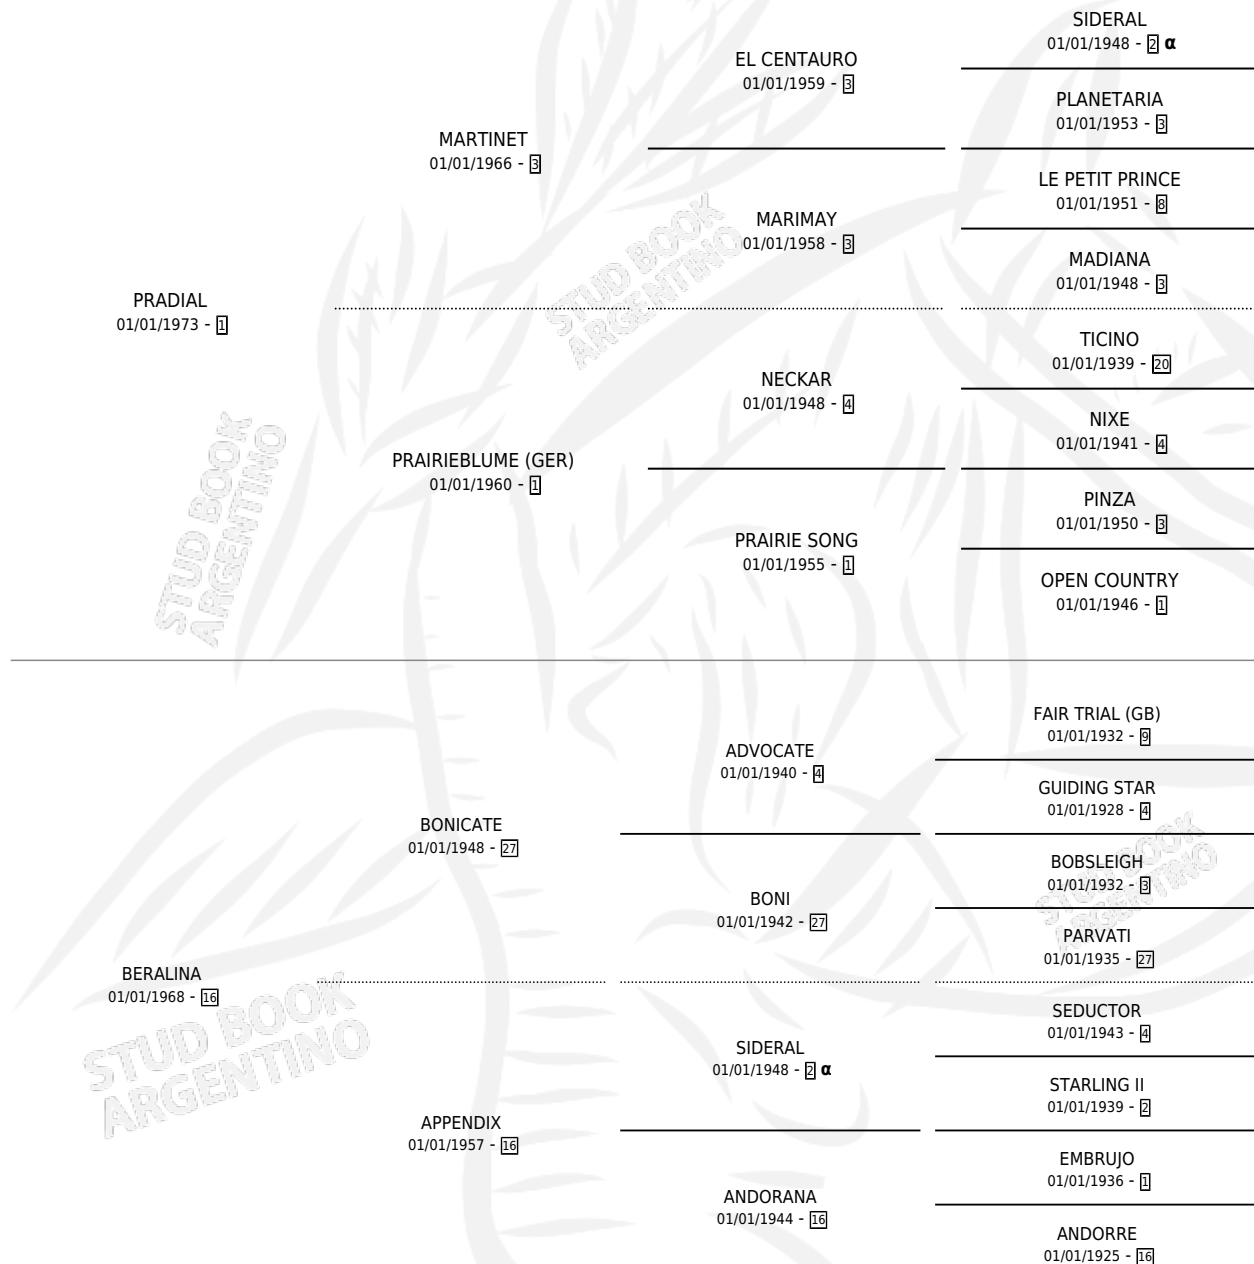 SIDERAL
01/01/1948 - 2 α
EL CENTAURO
01/01/1959 - 3
PLANETARIA
01/01/1953 - 3
MARTINET
01/01/1966 - 3
LE PETIT PRINCE
01/01/1951 - 8
MARIMAY
01/01/1958 - 3
MADIANA
01/01/1948 - 3
PRADIAL
01/01/1973 - 1
TICINO
01/01/1939 - 20
NECKAR
01/01/1948 - 4
NIXE
01/01/1941 - 4
PRAIRIEBLUME (GER)
01/01/1960 - 1
PINZA
01/01/1950 - 3
PRAIRIE SONG
01/01/1955 - 1
OPEN COUNTRY
01/01/1946 - 1
FAIR TRIAL (GB)
01/01/1932 - 9
ADVOCATE
01/01/1940 - 4
GUIDING STAR
01/01/1928 - 4
BONICATE
01/01/1948 - 27
BOBSLEIGH
01/01/1932 - 3
BONI
01/01/1942 - 27
PARVATI
01/01/1935 - 27
BERALINA
01/01/1968 - 16
SEDUCTOR
01/01/1943 - 4
SIDERAL
01/01/1948 - 2 α
STARLING II
01/01/1939 - 2
APPENDIX
01/01/1957 - 16
EMBRUJO
01/01/1936 - 1
ANDORANA
01/01/1944 - 16
ANDORRE
01/01/1925 - 16
STUD BOOK
ARGENTINO
STUD BOOK
ARGENTINO
STUD BOOK
ARGENTINO
STUD BOOK
ARGENTINO